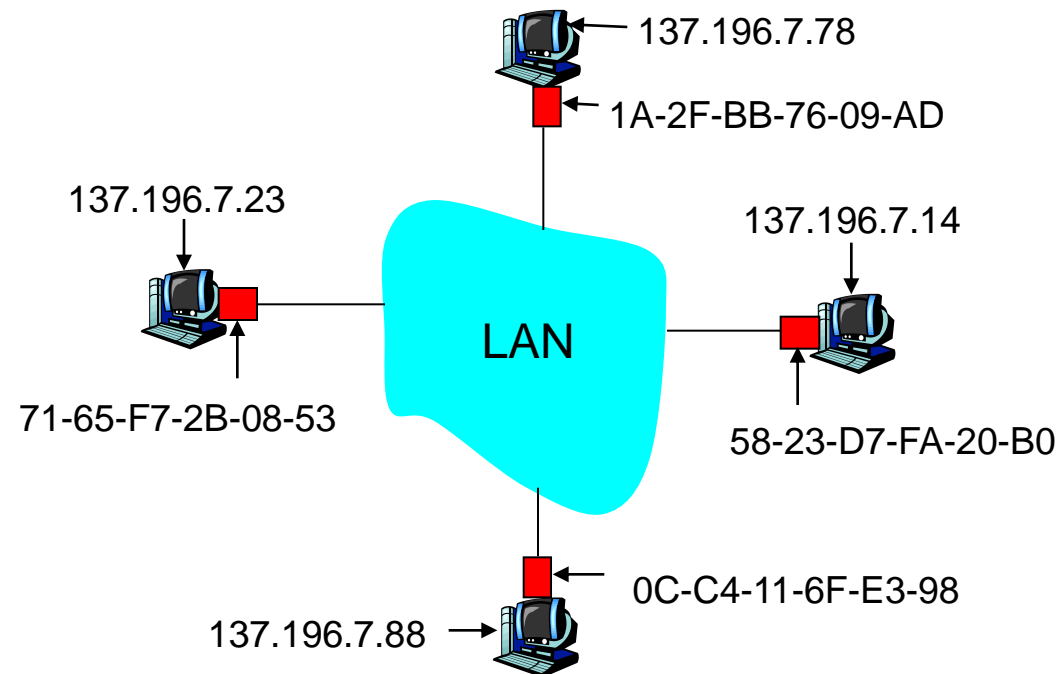 137.196.7.78
1A-2F-BB-76-09-AD
137.196.7.23
137.196.7.14
LAN
71-65-F7-2B-08-53
58-23-D7-FA-20-B0
0C-C4-11-6F-E3-98
137.196.7.88